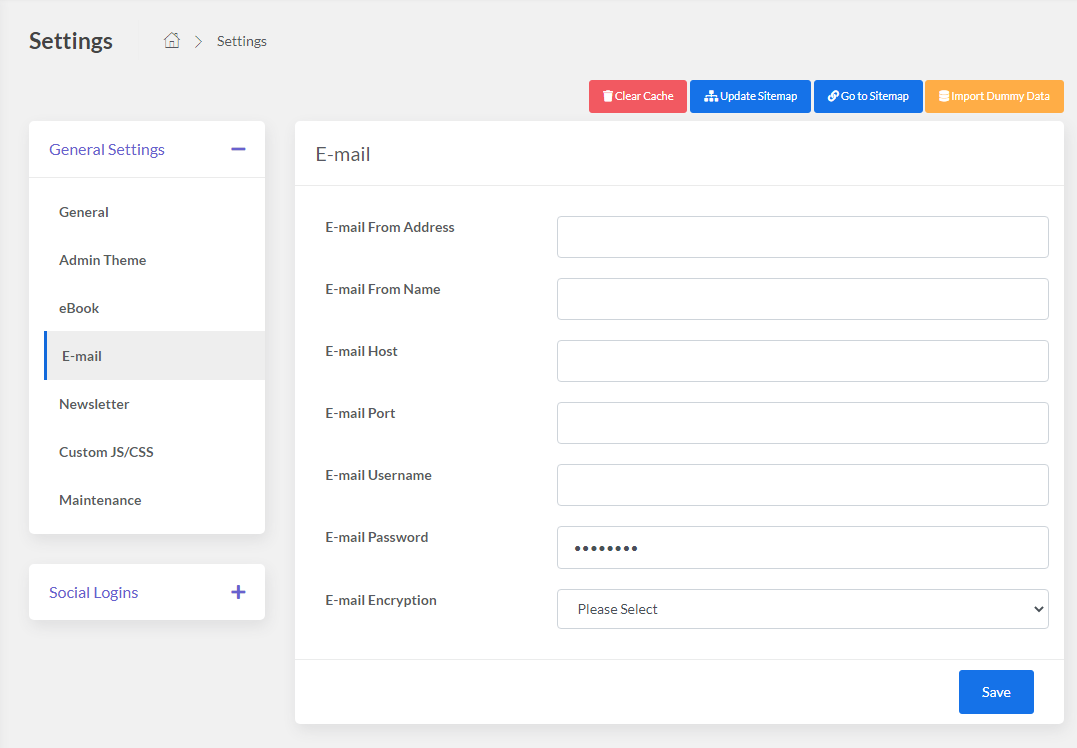 Settings
Settings
Clear Cache
Update Sitemap
Go to Sitemap
Import Dummy Data
General Settings
General
Admin Theme
eBook
E-mail
Newsletter
Custom JS/CSS
Maintenance
Social Logins
E-mail
E-mail From Address
E-mail From Name
E-mail Host
E-mail Port
E-mail Username
E-mail Password
••••••••
E-mail Encryption
Please Select
Save